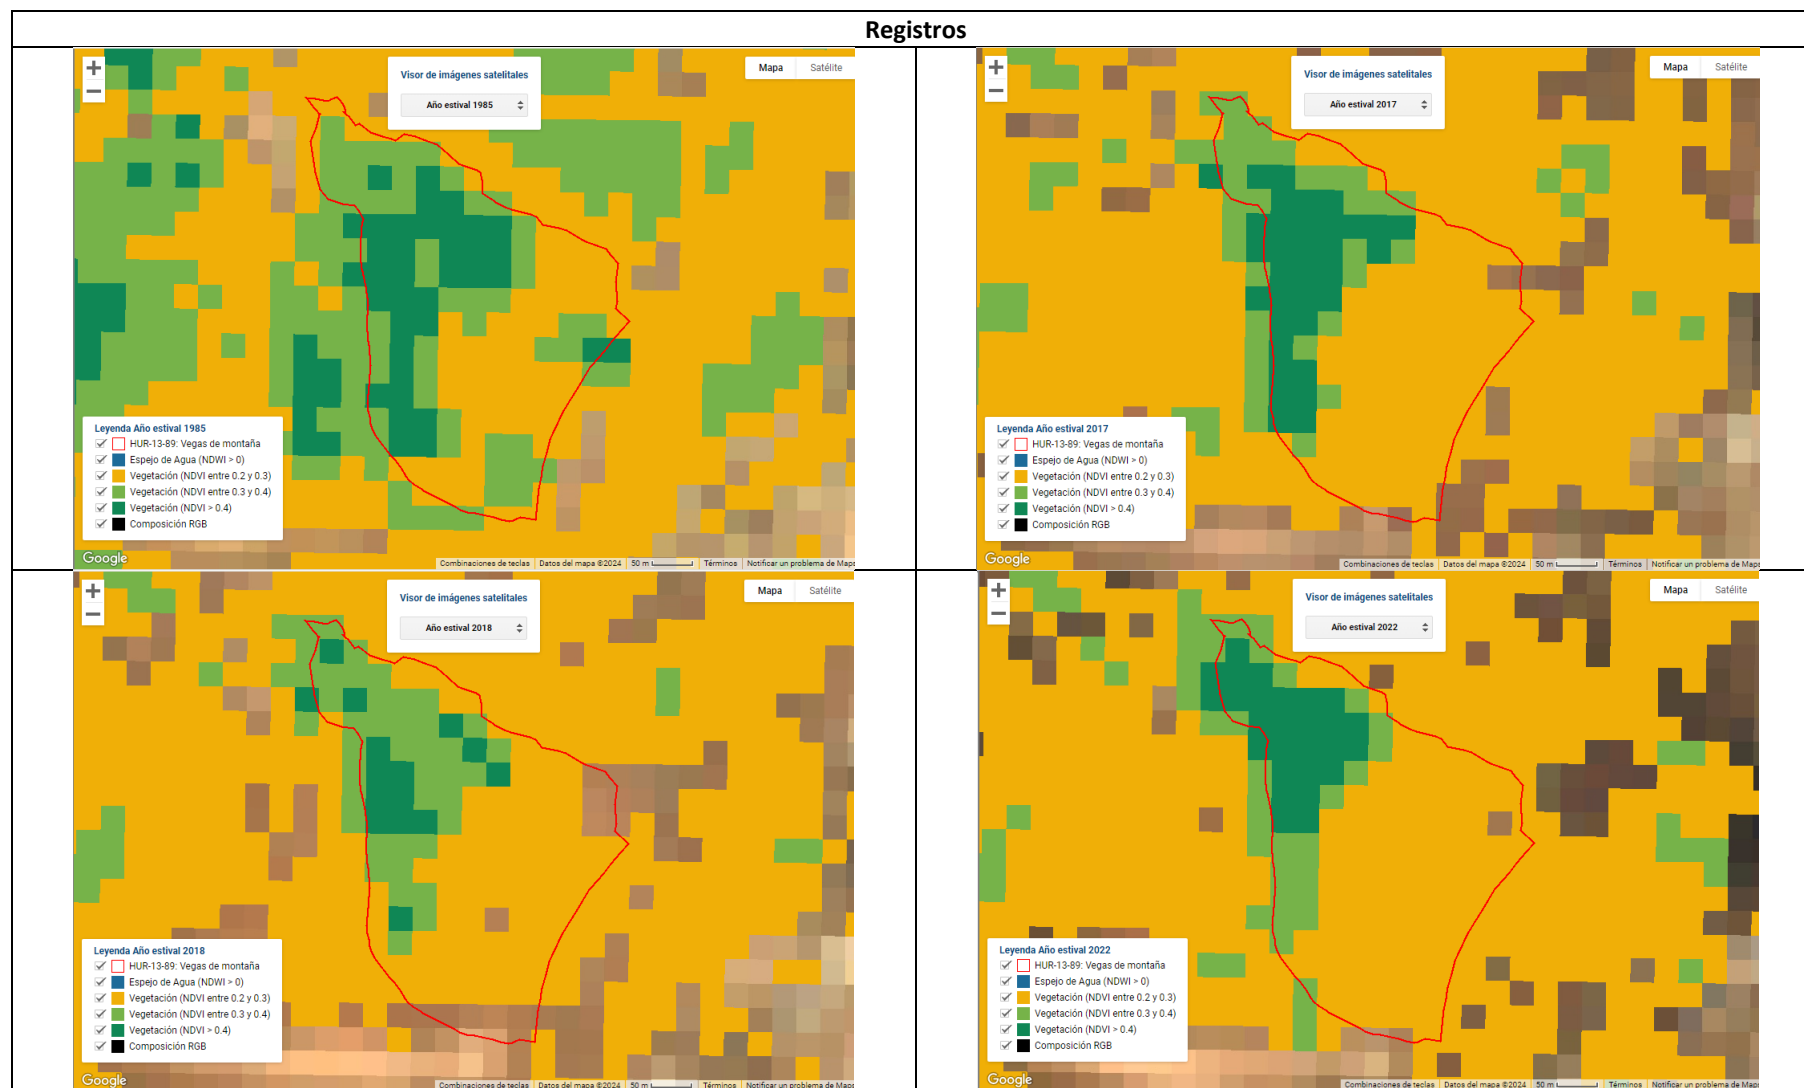 Registros
+
−
Visor de imágenes satelitales
Año estival 1985
Mapa
Satélite
Leyenda Año estival 1985
HUR-13-89: Vegas de montaña
Espejo de Agua (NDWI > 0)
Vegetación (NDVI entre 0.2 y 0.3)
Vegetación (NDVI entre 0.3 y 0.4)
Vegetación (NDVI > 0.4)
Composición RGB
Google
Combinaciones de teclas
Datos del mapa ©2024
50 m
Términos
Notificar un problema de Maps
+
−
Visor de imágenes satelitales
Año estival 2017
Mapa
Satélite
Leyenda Año estival 2017
HUR-13-89: Vegas de montaña
Espejo de Agua (NDWI > 0)
Vegetación (NDVI entre 0.2 y 0.3)
Vegetación (NDVI entre 0.3 y 0.4)
Vegetación (NDVI > 0.4)
Composición RGB
Google
Combinaciones de teclas
Datos del mapa ©2024
50 m
Términos
Notificar un problema de Maps
+
−
Visor de imágenes satelitales
Año estival 2018
Mapa
Satélite
Leyenda Año estival 2018
HUR-13-89: Vegas de montaña
Espejo de Agua (NDWI > 0)
Vegetación (NDVI entre 0.2 y 0.3)
Vegetación (NDVI entre 0.3 y 0.4)
Vegetación (NDVI > 0.4)
Composición RGB
Google
Combinaciones de teclas
Datos del mapa ©2024
50 m
Términos
Notificar un problema de Maps
+
−
Visor de imágenes satelitales
Año estival 2022
Mapa
Satélite
Leyenda Año estival 2022
HUR-13-89: Vegas de montaña
Espejo de Agua (NDWI > 0)
Vegetación (NDVI entre 0.2 y 0.3)
Vegetación (NDVI entre 0.3 y 0.4)
Vegetación (NDVI > 0.4)
Composición RGB
Google
Combinaciones de teclas
Datos del mapa ©2024
50 m
Términos
Notificar un problema de Maps